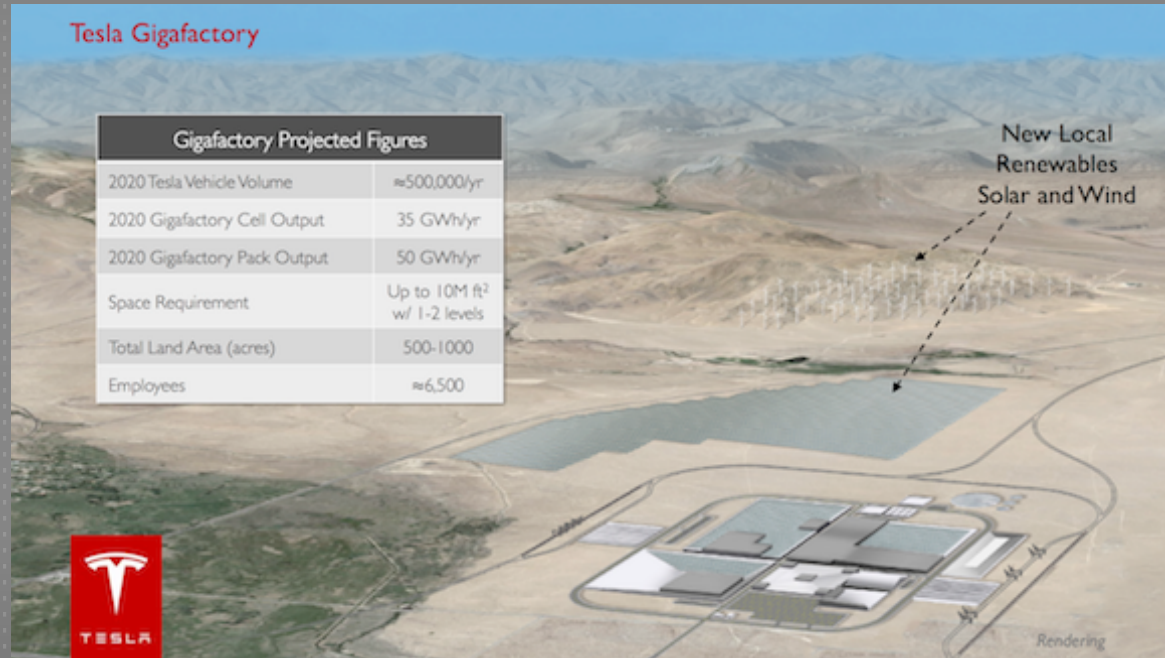 Tesla Gigafactory
Gigafactory Projected Figures
2020 Tesla Vehicle Volume ≈500,000/yr
2020 Gigafactory Cell Output 35 GWh/yr
2020 Gigafactory Pack Output 50 GWh/yr
Space Requirement Up to 10M ft²
w/ 1-2 levels
Total Land Area (acres) 500-1000
Employees ≈6,500
New Local
Renewables
Solar and Wind
TESLA
Rendering